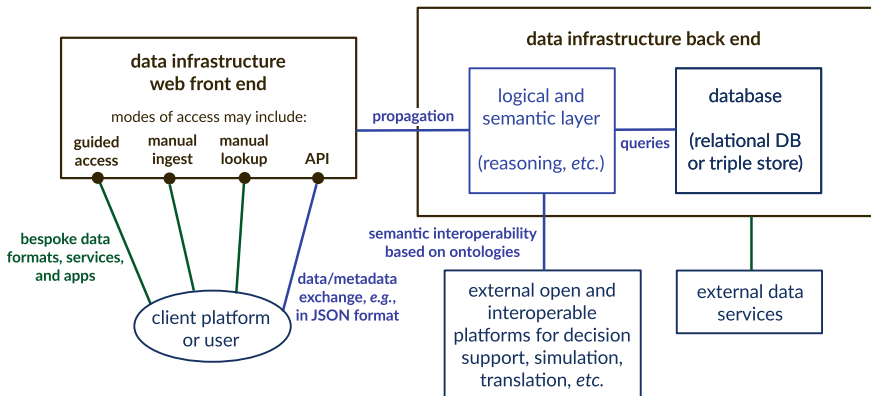 data infrastructure
web front end
modes of access may include:
guided
access
manual
ingest
manual
lookup
API
propagation
data infrastructure back end
logical and
semantic layer
(reasoning, etc.)
queries
database
(relational DB
or triple store)
bespoke data
formats, services,
and apps
client platform
or user
data/metadata
exchange, e.g.,
in JSON format
semantic interoperability
based on ontologies
external open and
interoperable
platforms for decision
support, simulation,
translation, etc.
external data
services